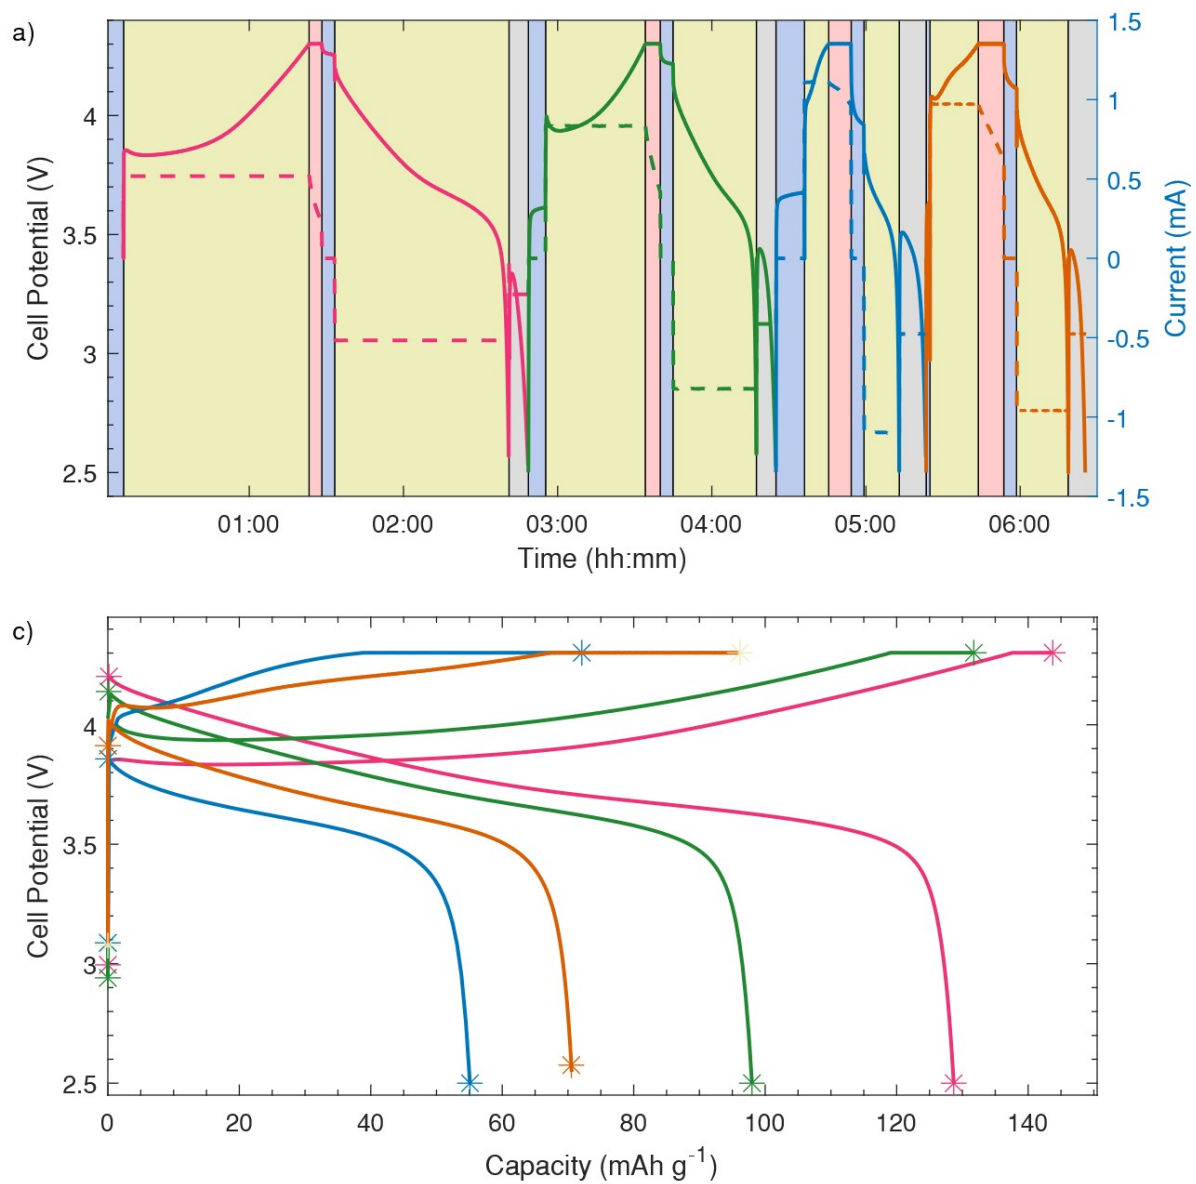 a)
1.5
4
1
Cell Potential (V)
0.5
3.5
0
Current (mA)
3
-0.5
-1
2.5
-1.5
01:00 02:00 03:00 04:00 05:00 06:00
Time (hh:mm)
c)
4
Cell Potential (V)
3.5
3
2.5
0 20 40 60 80 100 120 140
Capacity (mAh g⁻¹)